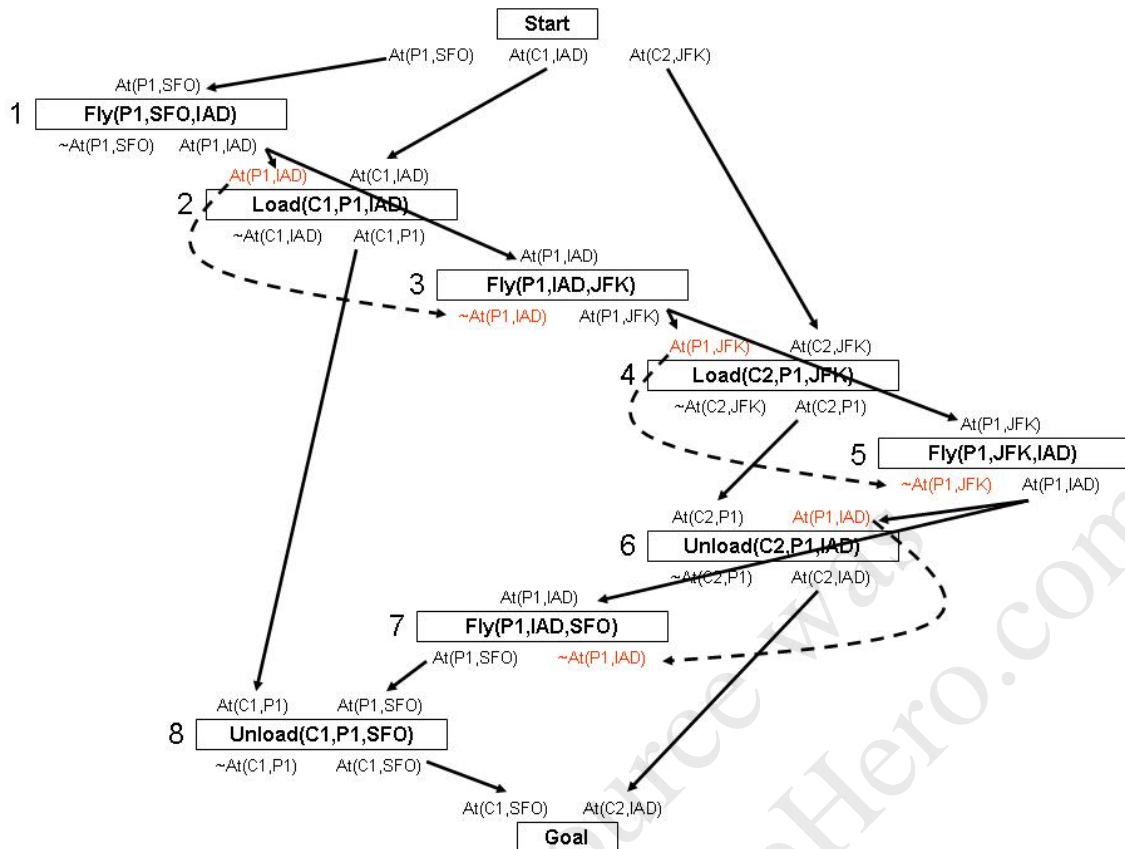 Start
At(P1,SFO) At(C1,IAD) At(C2,JFK)
At(P1,SFO)
1 Fly(P1,SFO,IAD)
~At(P1,SFO) At(P1,IAD)
At(P1,IAD) At(C1,IAD)
2 Load(C1,P1,IAD)
~At(C1,IAD) At(C1,P1)
At(P1,IAD)
3 Fly(P1,IAD,JFK)
~At(P1,IAD) At(P1,JFK)
At(P1,JFK) At(C2,JFK)
4 Load(C2,P1,JFK)
~At(C2,JFK) At(C2,P1)
At(P1,JFK)
5 Fly(P1,JFK,IAD)
~At(P1,JFK) At(P1,IAD)
At(C2,P1) At(P1,IAD)
6 Unload(C2,P1,IAD)
~At(C2,P1) At(C2,IAD)
At(P1,IAD)
7 Fly(P1,IAD,SFO)
At(P1,SFO) ~At(P1,IAD)
At(C1,P1) At(P1,SFO)
8 Unload(C1,P1,SFO)
~At(C1,P1) At(C1,SFO)
At(C1,SFO) At(C2,IAD)
Goal
was
Hero.com